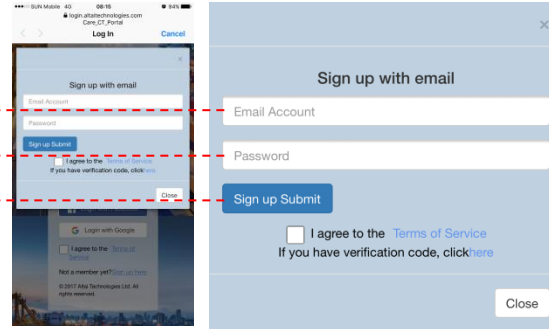 SUN Mobile 4G 06:15 94%
login.altaitechnologies.com
Care_CT_Portal
Log In
Cancel
×
Sign up with email
Email Account
Password
Sign up Submit
I agree to the Terms of Service
If you have verification code, clickhere
Close
Login with Google
I agree to the Terms of
Service
Not a member yet?Sign up here
© 2017 Altai Technologies Ltd. All
rights reserved.
×
Sign up with email
Email Account
Password
Sign up Submit
I agree to the Terms of Service
If you have verification code, clickhere
Close